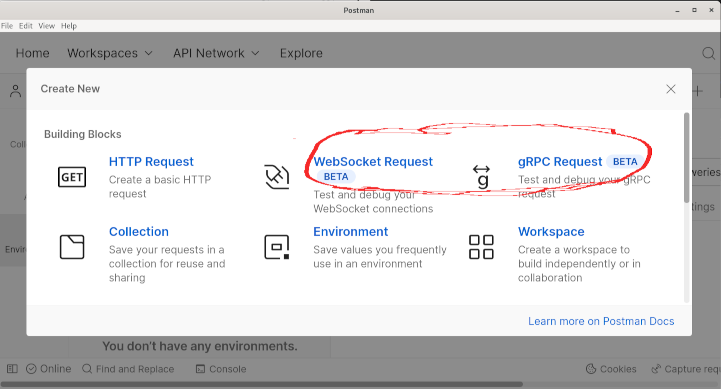 Postman
File Edit View Help
Home Workspaces API Network Explore
Create New
Building Blocks
HTTP Request
GET
Create a basic HTTP
request
WebSocket Request
BETA
Test and debug your
WebSocket connections
gRPC Request BETA
g
Test and debug your gRPC
request
Collection
Save your requests in a
collection for reuse and
sharing
Environment
Save values you frequently
use in an environment
Workspace
Create a workspace to
build independently or in
collaboration
Learn more on Postman Docs
You don’t have any environments.
Online Find and Replace Console Cookies Capture req